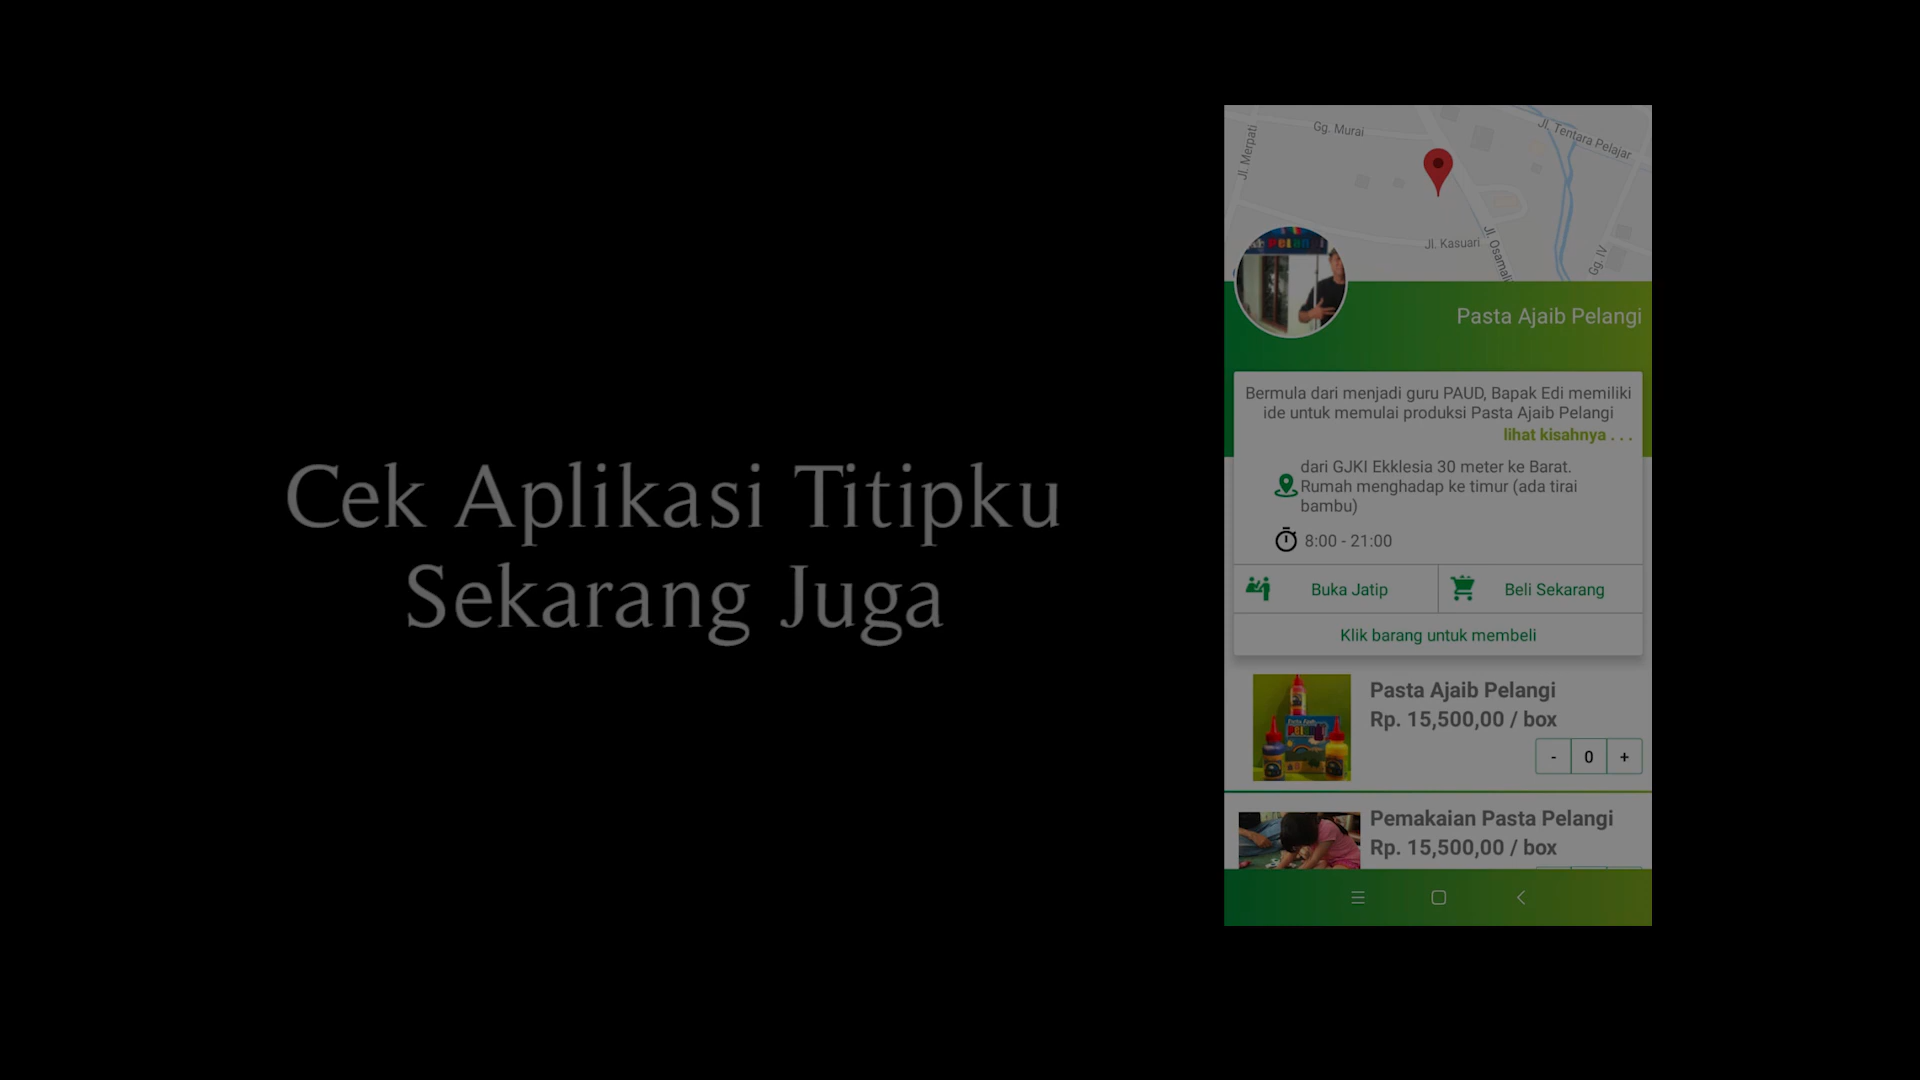 Cek Aplikasi Titipku
Sekarang Juga
Gg. Murai
Jl. Tentara Pelajar
Jl. Merpati
Jl. Kasuari
Jl. Osamali
Gg. IV
Pasta Ajaib Pelangi
Bermula dari menjadi guru PAUD, Bapak Edi memiliki
ide untuk memulai produksi Pasta Ajaib Pelangi
lihat kisahnya . . .
dari GJKI Ekklesia 30 meter ke Barat.
Rumah menghadap ke timur (ada tirai
bambu)
8:00 - 21:00
Buka Jatip
Beli Sekarang
Klik barang untuk membeli
Pasta Ajaib Pelangi
Rp. 15,500,00 / box
- 0 +
Pemakaian Pasta Pelangi
Rp. 15,500,00 / box